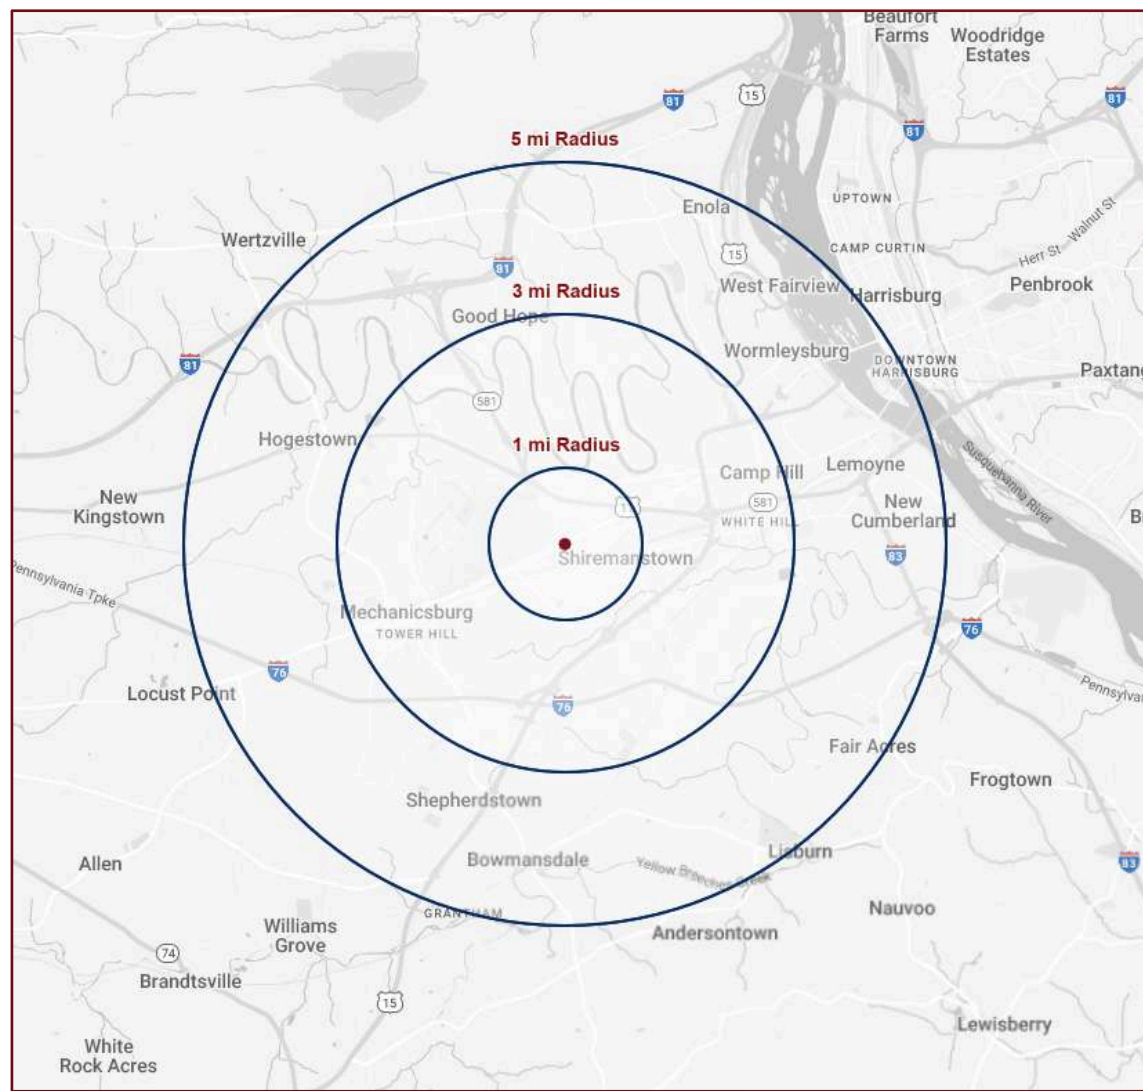 Beaufort
Farms
Woodridge
Estates
81
15
81
81
5 mi Radius
UPTOWN
Enola
Wertzville
CAMP CURTIN
Herr St
Walnut St
15
81
West Fairview
Harrisburg
Penbrook
3 mi Radius
Good Hope
Wormleysburg
DOWNTOWN
HARRISBURG
81
Paxtang
581
Hogestown
1 mi Radius
Camp Hill
Lemoyne
Susquehanna River
New
Kingstown
581
WHITE HILL
New
Cumberland
Shiremanstown
83
Pennsylvania Tpke
Mechanicsburg
TOWER HILL
76
76
Locust Point
76
Pennsylva
Fair Acres
Frogtown
Shepherdstown
Allen
Bowmansdale
Lisburn
83
Yellow Breeches Creek
GRANTHAM
Nauvoo
Williams
Grove
Andersontown
74
Brandtsville
15
Lewisberry
White
Rock Acres